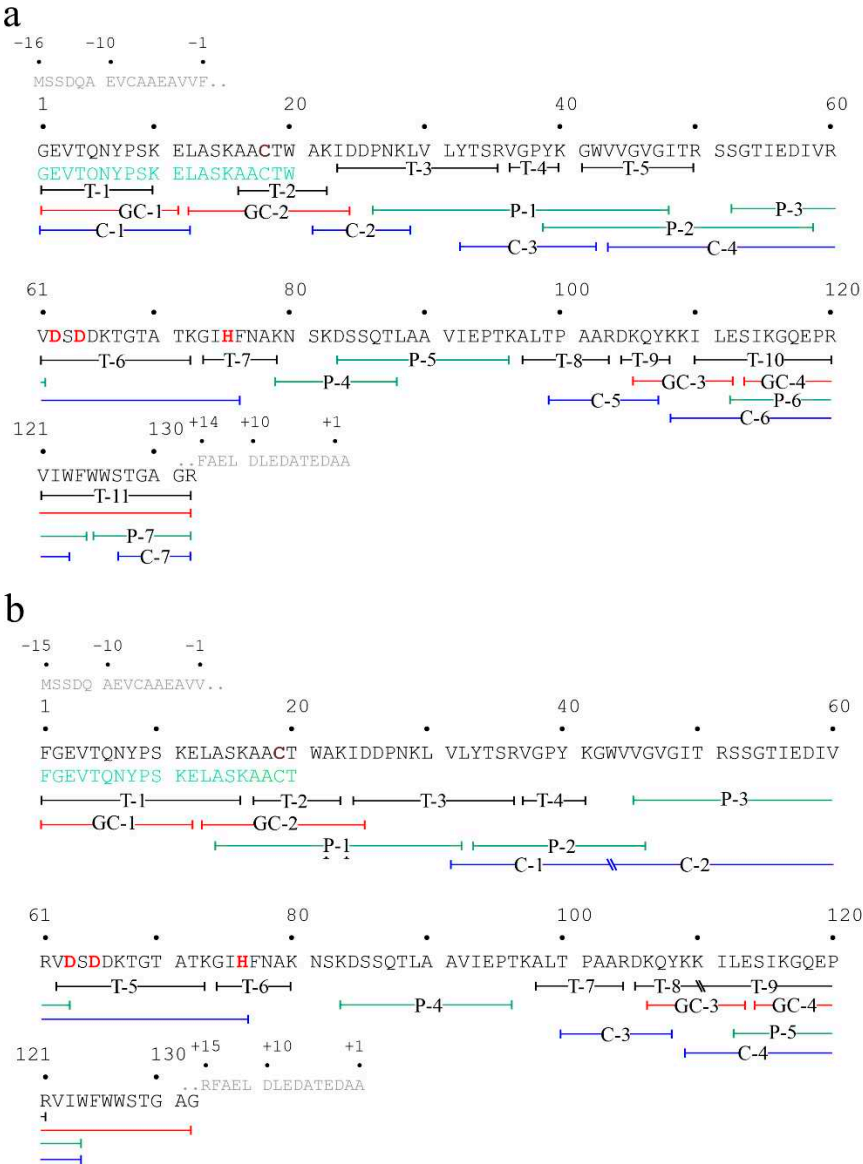 a
-16 -10 -1
MSSDQA EVCAAEAVVF..
1 20 40 60
GEVTQNYPSK ELASKAACTW AKIDDPNKLV LYTSRVGPYK GWVVGVGITR SSGTIEDIVR
GEVTQNYPSK ELASKAACTW
T-1 T-2 T-3 T-4 T-5
GC-1 GC-2 P-1 P-3
P-2
C-1 C-2 C-3 C-4
61 80 100 120
VDSDDKTGTA TKGIHFNAKN SKDSSQTLAA VIEPTKALTP AARDKQYKKI LESIKGQEPR
T-6 T-7 P-5 T-8 T-9 T-10
P-4 GC-3 GC-4
C-5 P-6
C-6
121 130 +14 +10 +1
VIWFWWSTGA GR ..FAEL DLEDATEDAA
T-11
P-7
C-7
b
-15 -10 -1
MSSDQ AEVCAAEAVV..
1 20 40 60
FGEVTQNYPS KELASKAACT WAKIDDPNKL VLYTSRVGPY KGWVVGVGIT RSSGTIEDIV
FGEVTQNYPS KELASKAACT
T-1 T-2 T-3 T-4 P-3
GC-1 GC-2
P-1 P-2
C-1 C-2
61 80 100 120
RVDSDDKTGT ATKGIHFNAK NSKDSSQTLA AVIEPTKALT PAARDKQYKK ILESIKGQEP
T-5 T-6 T-7 T-8 T-9
P-4 GC-3 GC-4
C-3 P-5
C-4
121 130 +15 +10 +1
RVIWFWWSTG AG ..RFAEL DLEDATEDAA